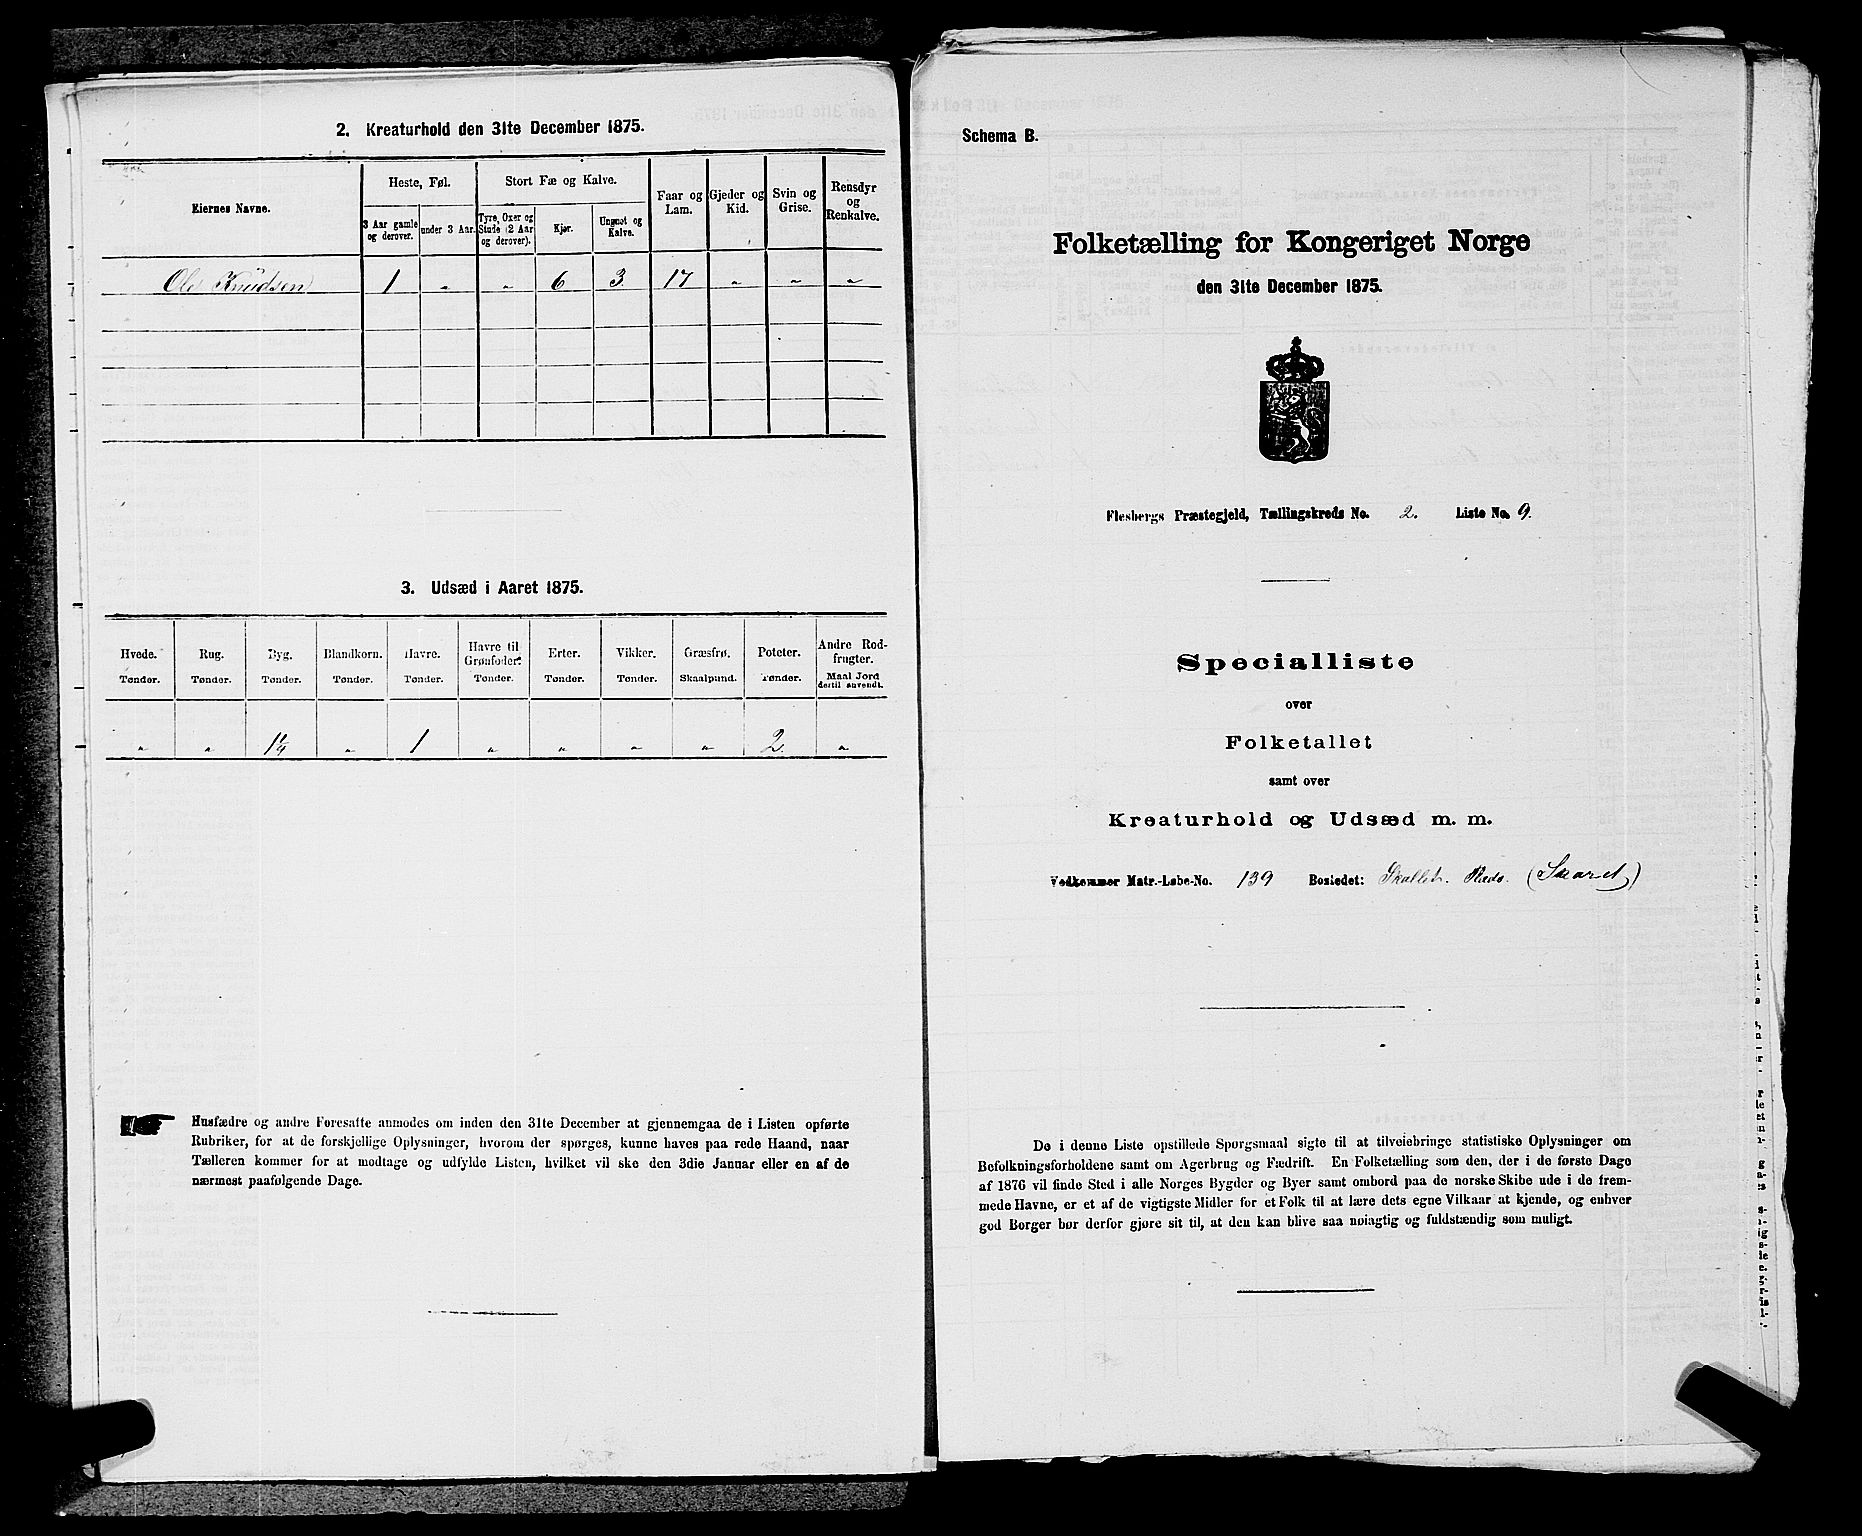 2. Kreaturhold den 31te December 1875.
Eiernes Navne.
Heste, Føl.
3 Aar gamle og derover.
under 3 Aar.
Stort Fæ og Kalve.
Tyre, Oxer og Stude (2 Aar og derover).
Kjør.
Ungnøt og Kalve.
Faar og Lam.
Gjeder og Kid.
Svin og Grise.
Rensdyr og Renkalve.
Ole Knudsen 1 " " 6 3 17 " " "
3. Udsæd i Aaret 1875.
Hvede. Tønder.
Rug. Tønder.
Byg. Tønder.
Blandkorn. Tønder.
Havre. Tønder.
Havre til Grønfoder. Tønder.
Erter. Tønder.
Vikker. Tønder.
Græsfrø. Skaalpund.
Poteter. Tønder.
Andre Rodfrugter. Maal Jord dertil anvendt.
" " 1¼ " 1 " " " " 2 "
Husfædre og andre Foresatte anmodes om inden den 31te December at gjennemgaa de i Listen opførte
Rubriker, for at de forskjellige Oplysninger, hvorom der spørges, kunne haves paa rede Haand, naar
Tælleren kommer for at modtage og udfylde Listen, hvilket vil ske den 3die Januar eller en af de
nærmest paafølgende Dage.
Schema B.
Folketælling for Kongeriget Norge
den 31te December 1875.
Flesbergs Præstegjeld, Tællingskreds No. 2. Liste No. 9.
Specialliste
over
Folketallet
samt over
Kreaturhold og Udsæd m. m.
Vedkommer Matr.-Løbe-No. 139 Bostedet: Skallet. Plads. (Skaret)
De i denne Liste opstillede Spørgsmaal sigte til at tilveiebringe statistiske Oplysninger om
Befolkningsforholdene samt om Agerbrug og Fædrift. En Folketælling som den, der i de første Dage
af 1876 vil finde Sted i alle Norges Bygder og Byer samt ombord paa de norske Skibe ude i de frem-
mede Havne, er et af de vigtigste Midler for et Folk til at lære dets egne Vilkaar at kjende, og enhver
god Borger bør derfor gjøre sit til, at den kan blive saa nøiagtig og fuldstændig som muligt.